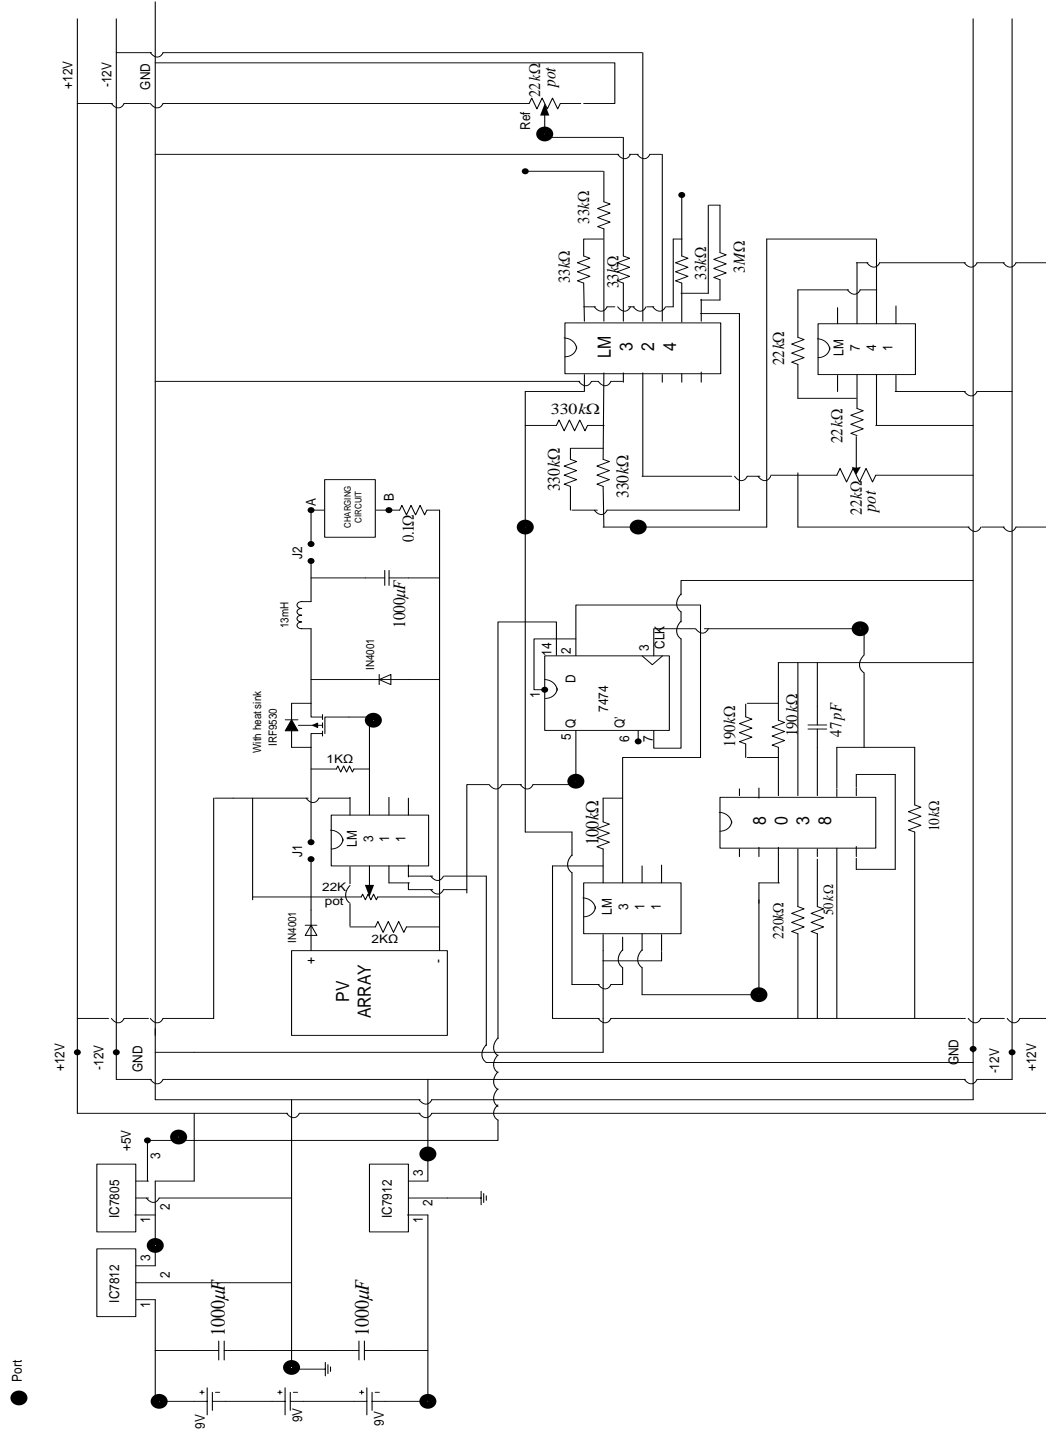 Port
9V
9V
9V
+
–
+
–
+
–
1000μF
1000μF
IC7812
1
2
3
IC7805
1
2
3
+5V
IC7912
1
2
3
+12V
-12V
GND
GND
-12V
+12V
PV
ARRAY
+
-
IN4001
2KΩ
22K
pot
J1
LM
3
1
1
1KΩ
With heat sink
IRF9530
IN4001
13mH
1000μF
J2
A
CHARGING
CIRCUIT
B
0.1Ω
LM
3
1
1
100kΩ
1
14
2
D
Q
5
7474
Q'
6
7
3
CLK
8
0
3
8
220kΩ
50kΩ
190kΩ
190kΩ
47pF
10kΩ
330kΩ
330kΩ
330kΩ
LM
3
2
4
33kΩ
33kΩ
33kΩ
33kΩ
3MΩ
Ref
22kΩ
pot
22kΩ
pot
22kΩ
22kΩ
LM
7
4
1
+12V
-12V
GND